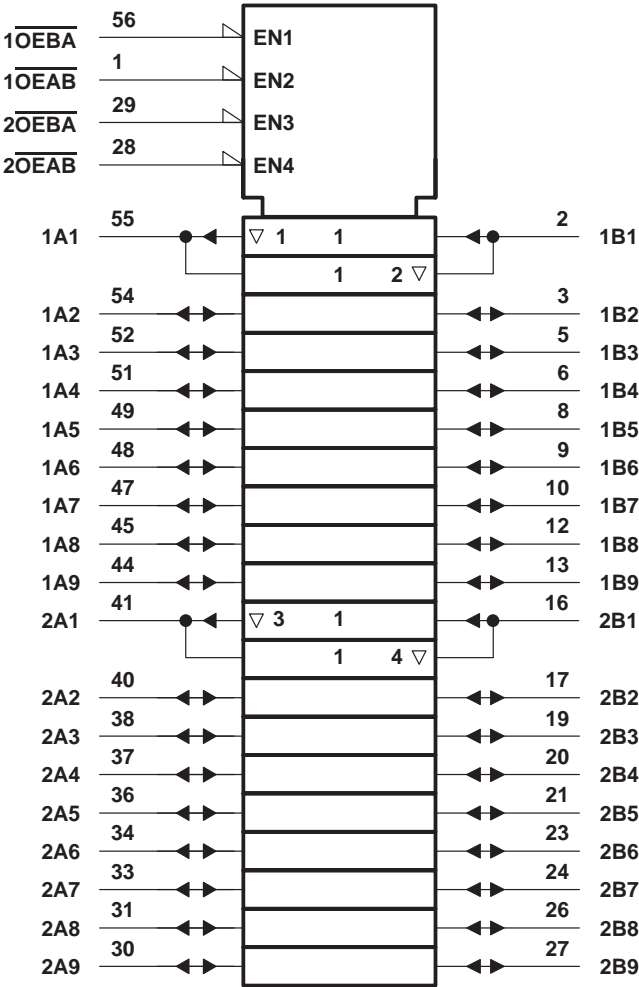 1OEBA 56 EN1
1OEAB 1 EN2
2OEBA 29 EN3
2OEAB 28 EN4
1A1 55 ▽ 1 1 2 1B1
1 2 ▽
1A2 54 3 1B2
1A3 52 5 1B3
1A4 51 6 1B4
1A5 49 8 1B5
1A6 48 9 1B6
1A7 47 10 1B7
1A8 45 12 1B8
1A9 44 13 1B9
2A1 41 ▽ 3 1 16 2B1
1 4 ▽
2A2 40 17 2B2
2A3 38 19 2B3
2A4 37 20 2B4
2A5 36 21 2B5
2A6 34 23 2B6
2A7 33 24 2B7
2A8 31 26 2B8
2A9 30 27 2B9